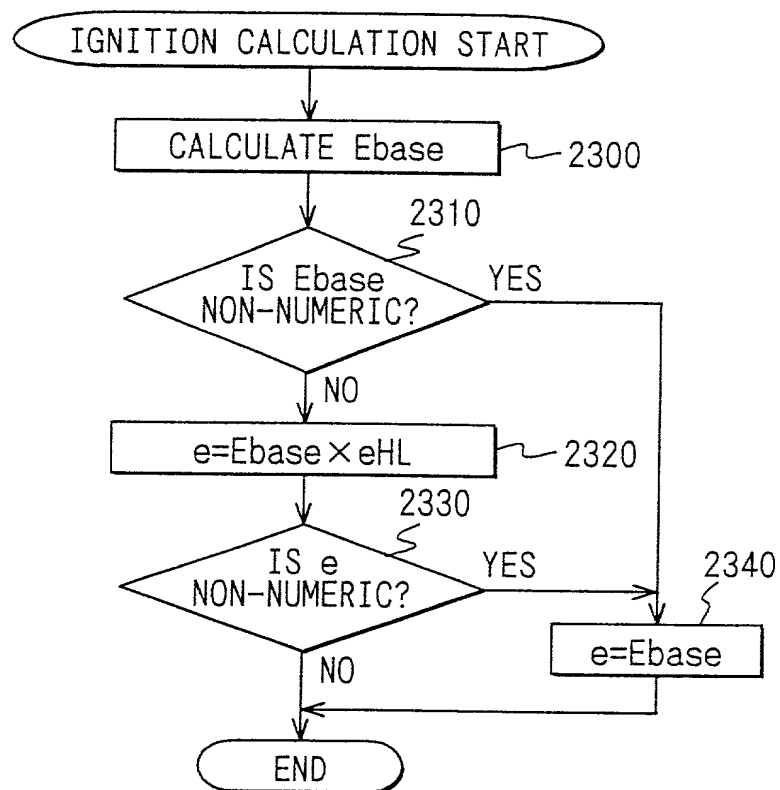 IGNITION CALCULATION START
CALCULATE Ebase
2300
2310
IS Ebase
NON-NUMERIC?
YES
NO
e=Ebase×eHL
2320
2330
IS e
NON-NUMERIC?
YES
2340
e=Ebase
NO
END